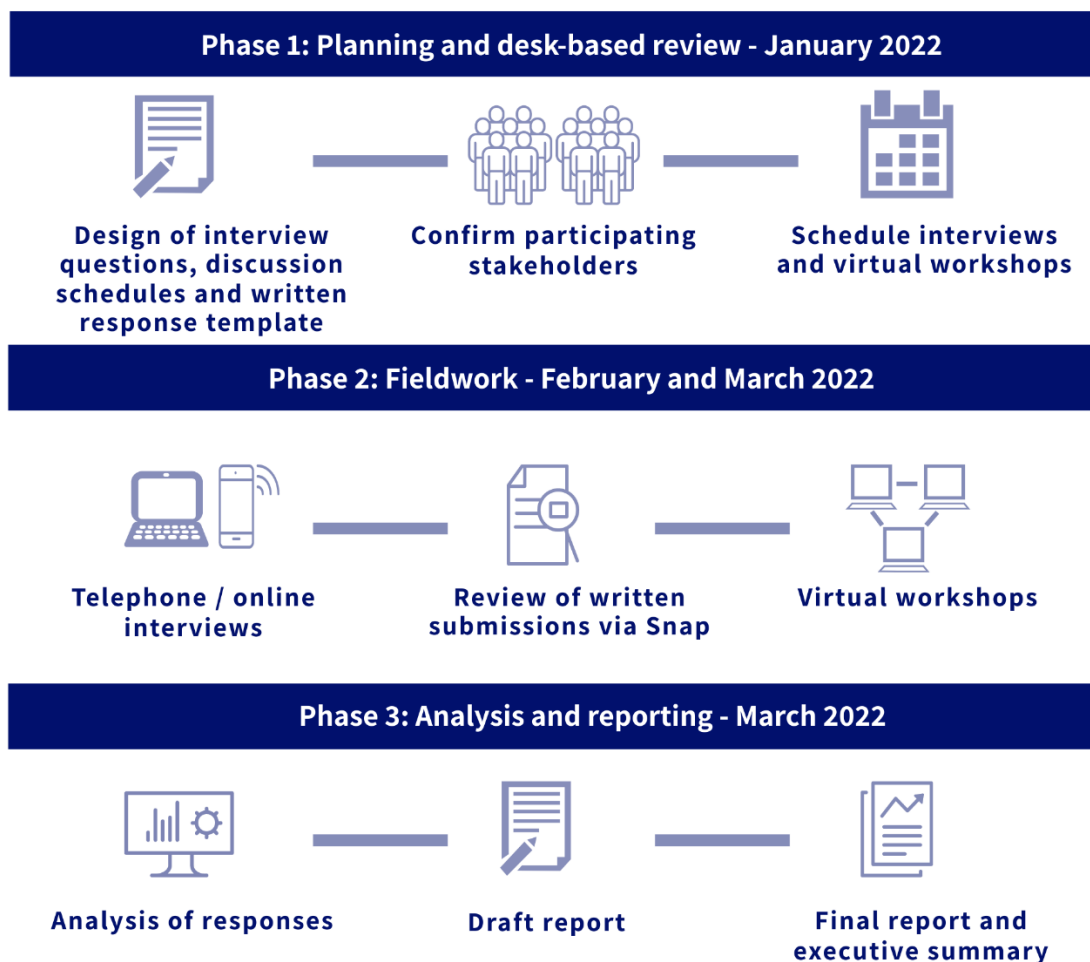 Phase 1: Planning and desk-based review - January 2022
Design of interview
questions, discussion
schedules and written
response template
Confirm participating
stakeholders
Schedule interviews
and virtual workshops
Phase 2: Fieldwork - February and March 2022
Telephone / online
interviews
Review of written
submissions via Snap
Virtual workshops
Phase 3: Analysis and reporting - March 2022
Analysis of responses
Draft report
Final report and
executive summary